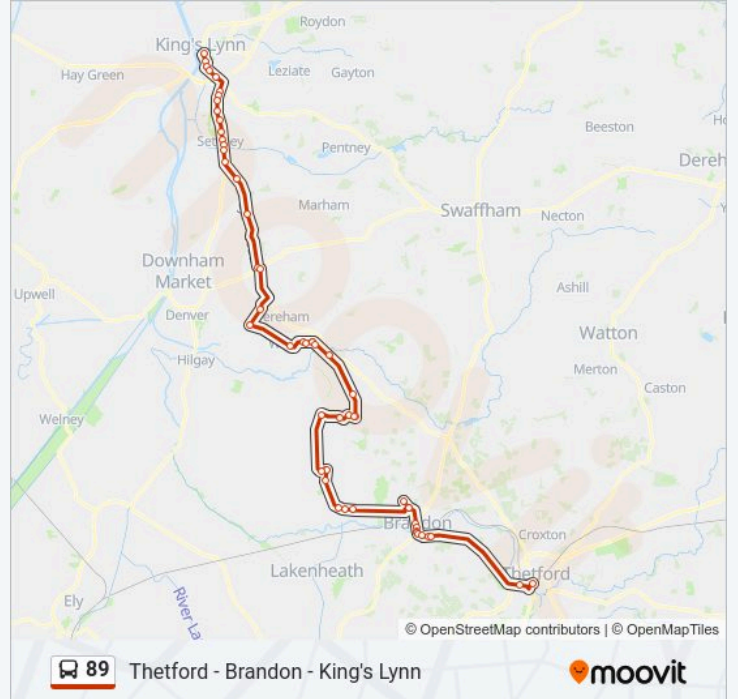 Roydon
King's Lynn
Hay Green
Leziate
Gayton
Beeston
Pentney
Dereh
Marham
Swaffham
Necton
Downham
Market
Upwell
Ashill
Denver
ereham
Watton
Hilgay
Merton
Caston
Welney
Brandon
Croxton
Lakenheath
Thetford
Ely
River La
© OpenStreetMap contributors | © OpenMapTiles
89 Thetford - Brandon - King's Lynn moovit